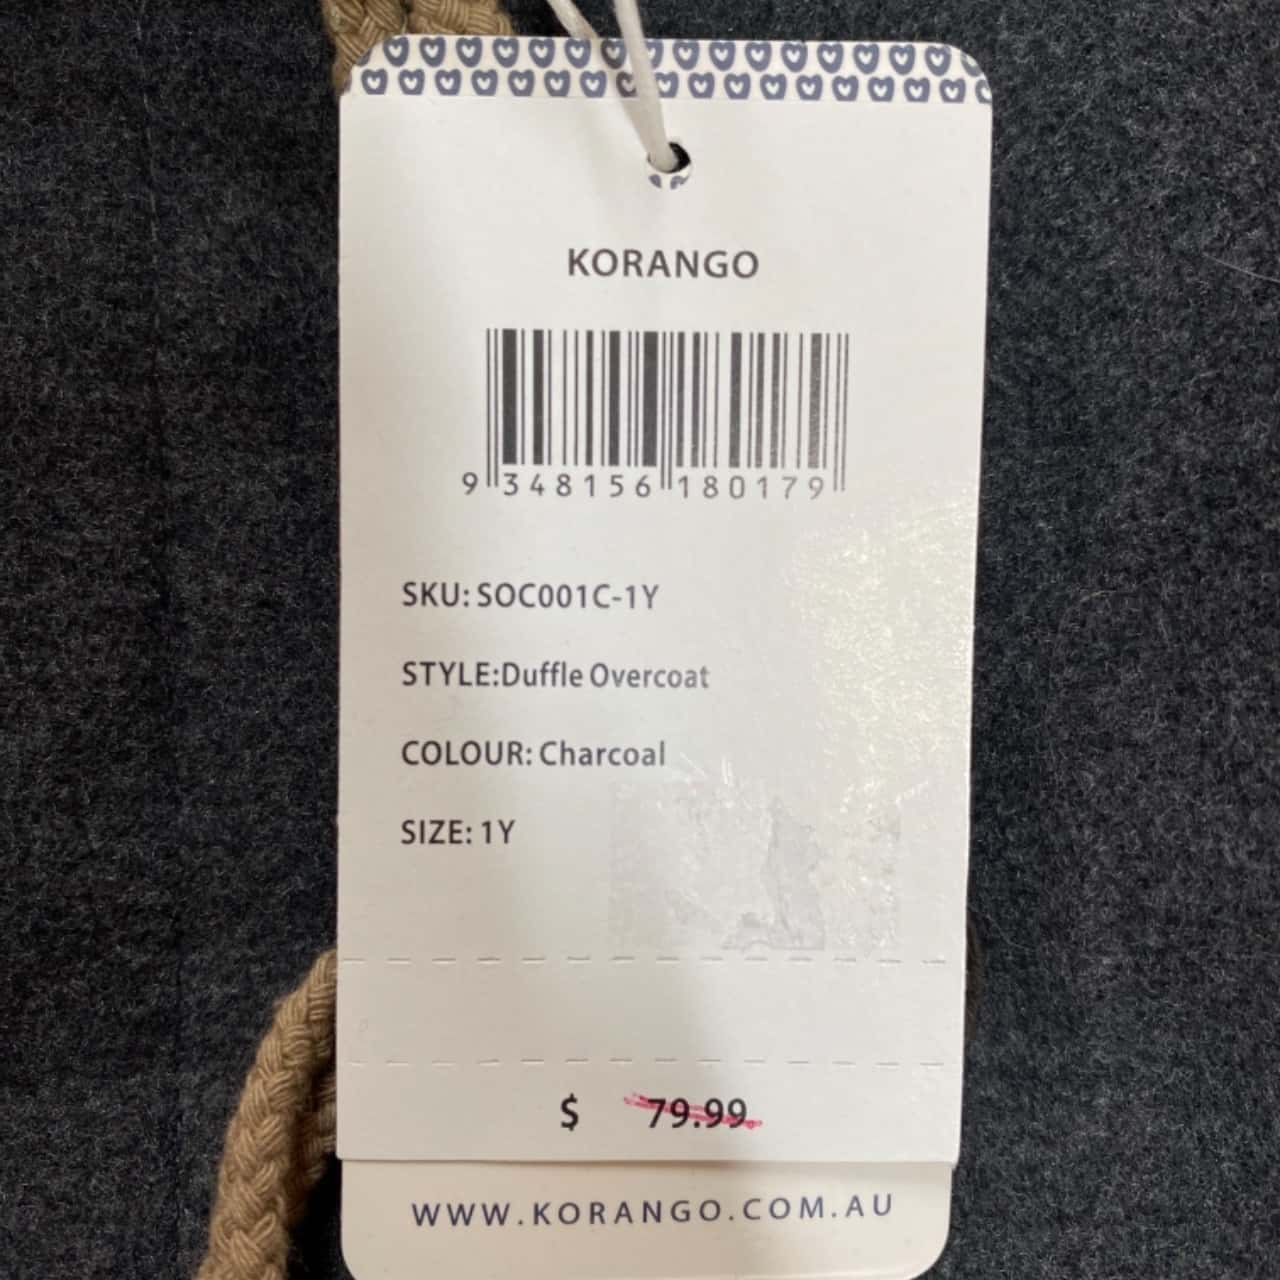 KORANGO
9 348156 180179
SKU: SOC001C-1Y
STYLE:Duffle Overcoat
COLOUR: Charcoal
SIZE: 1Y
$ 79.99
WWW.KORANGO.COM.AU